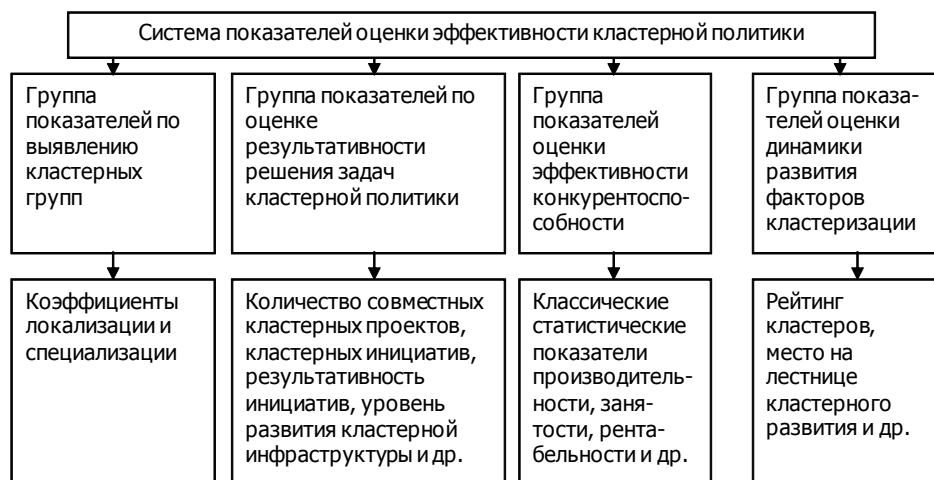 Система показателей оценки эффективности кластерной политики
Группа
показателей по
выявлению
кластерных
групп
Группа показателей по
оценке
результативности
решения задач
кластерной политики
Группа
показателей
оценки
эффективности
конкурентоспо-
собности
Группа показа-
телей оценки
динамики
развития
факторов
кластеризации
Коэффициенты
локализации и
специализации
Количество совместных
кластерных проектов,
кластерных инициатив,
результативность
инициатив, уровень
развития кластерной
инфраструктуры и др.
Классические
статистические
показатели
производитель-
ности, заня-
тости, рента-
бельности и др.
Рейтинг
кластеров,
место на
лестнице
кластерного
развития и др.